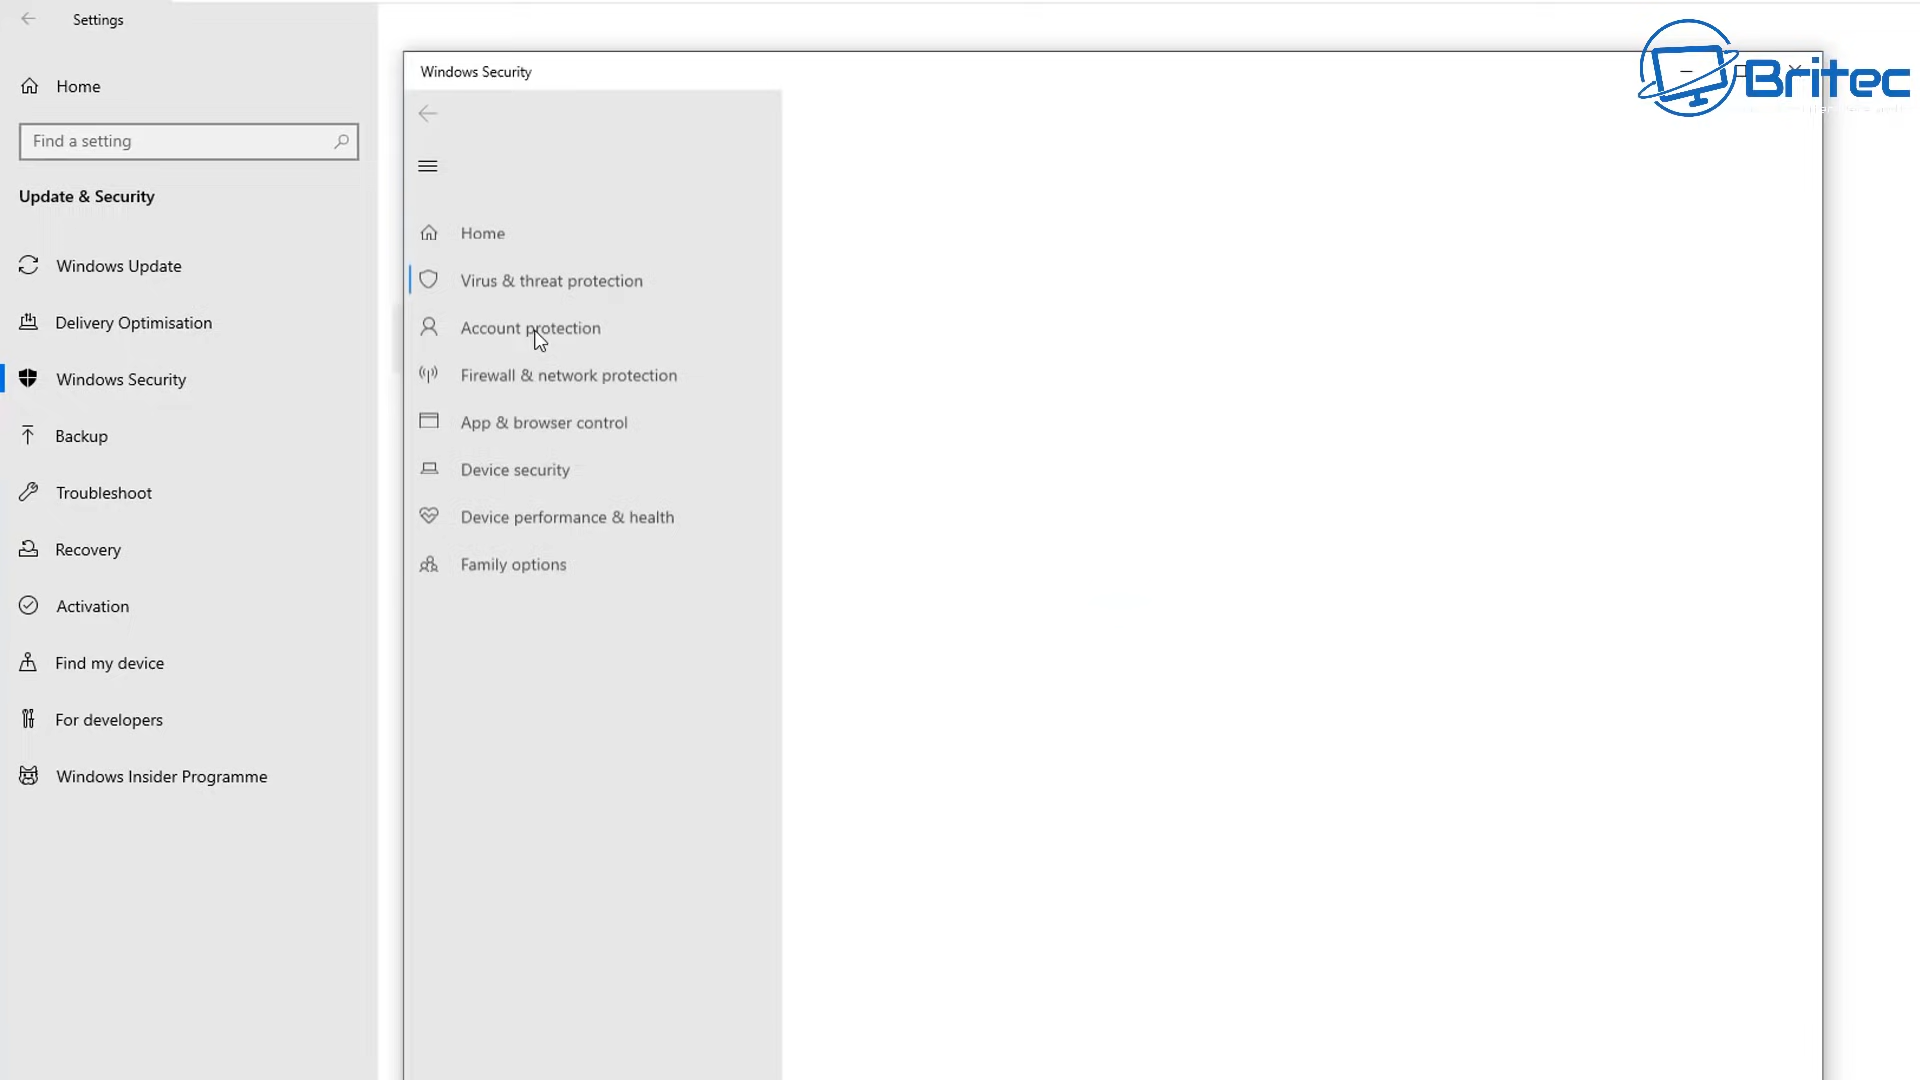 Settings
Home
Find a setting
Update & Security
Windows Update
Delivery Optimisation
Windows Security
Backup
Troubleshoot
Recovery
Activation
Find my device
For developers
Windows Insider Programme
Windows Security
Home
Virus & threat protection
Account protection
Firewall & network protection
App & browser control
Device security
Device performance & health
Family options
Britec